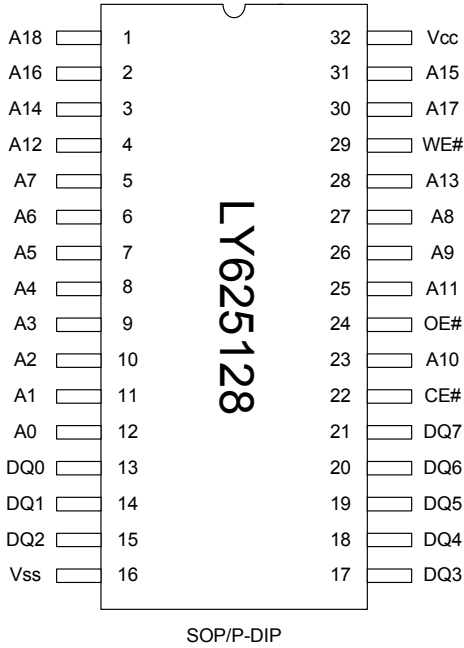 A18 1 32 Vcc
A16 2 31 A15
A14 3 30 A17
A12 4 29 WE#
A7 5 28 A13
A6 6 27 A8
A5 7 26 A9
A4 8 25 A11
A3 9 24 OE#
A2 10 23 A10
A1 11 22 CE#
A0 12 21 DQ7
DQ0 13 20 DQ6
DQ1 14 19 DQ5
DQ2 15 18 DQ4
Vss 16 17 DQ3
LY625128
SOP/P-DIP